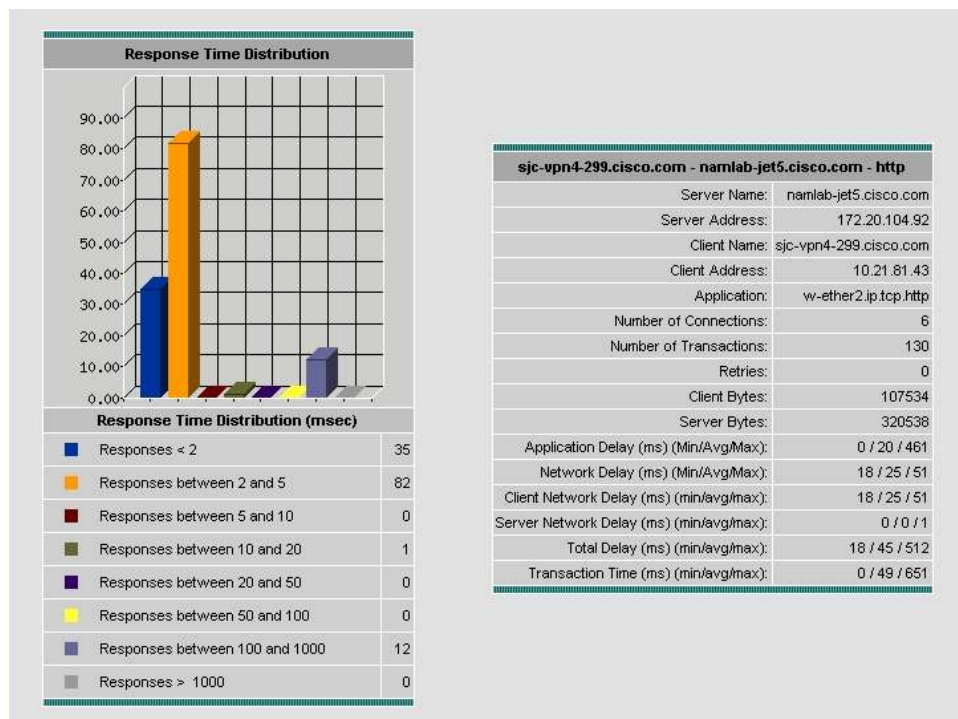 Response Time Distribution
90.00
80.00
70.00
60.00
50.00
40.00
30.00
20.00
10.00
0.00
Response Time Distribution (msec)
Responses < 2 35
Responses between 2 and 5 82
Responses between 5 and 10 0
Responses between 10 and 20 1
Responses between 20 and 50 0
Responses between 50 and 100 0
Responses between 100 and 1000 12
Responses > 1000 0
sjc-vpn4-299.cisco.com - namlab-jet5.cisco.com - http
Server Name: namlab-jet5.cisco.com
Server Address: 172.20.104.92
Client Name: sjc-vpn4-299.cisco.com
Client Address: 10.21.81.43
Application: w-ether2.ip.tcp.http
Number of Connections: 6
Number of Transactions: 130
Retries: 0
Client Bytes: 107534
Server Bytes: 320538
Application Delay (ms) (Min/Avg/Max): 0 / 20 / 461
Network Delay (ms) (Min/Avg/Max): 18 / 25 / 51
Client Network Delay (ms) (min/avg/max): 18 / 25 / 51
Server Network Delay (ms) (min/avg/max): 0 / 0 / 1
Total Delay (ms) (min/avg/max): 18 / 45 / 512
Transaction Time (ms) (min/avg/max): 0 / 49 / 651